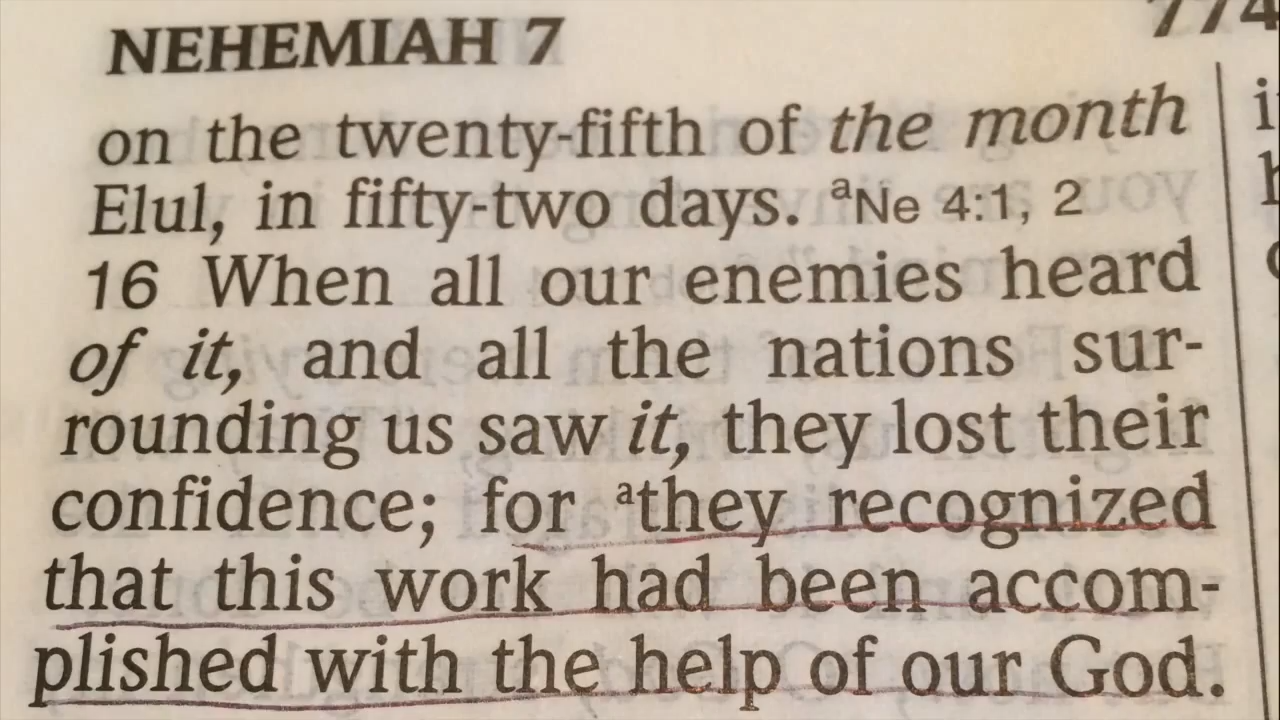 NEHEMIAH 7
774
on the twenty-fifth of the month
Elul, in fifty-two days. ᵃNe 4:1, 2
16 When all our enemies heard
of it, and all the nations sur-
rounding us saw it, they lost their
confidence; for ᵃthey recognized
that this work had been accom-
plished with the help of our God.